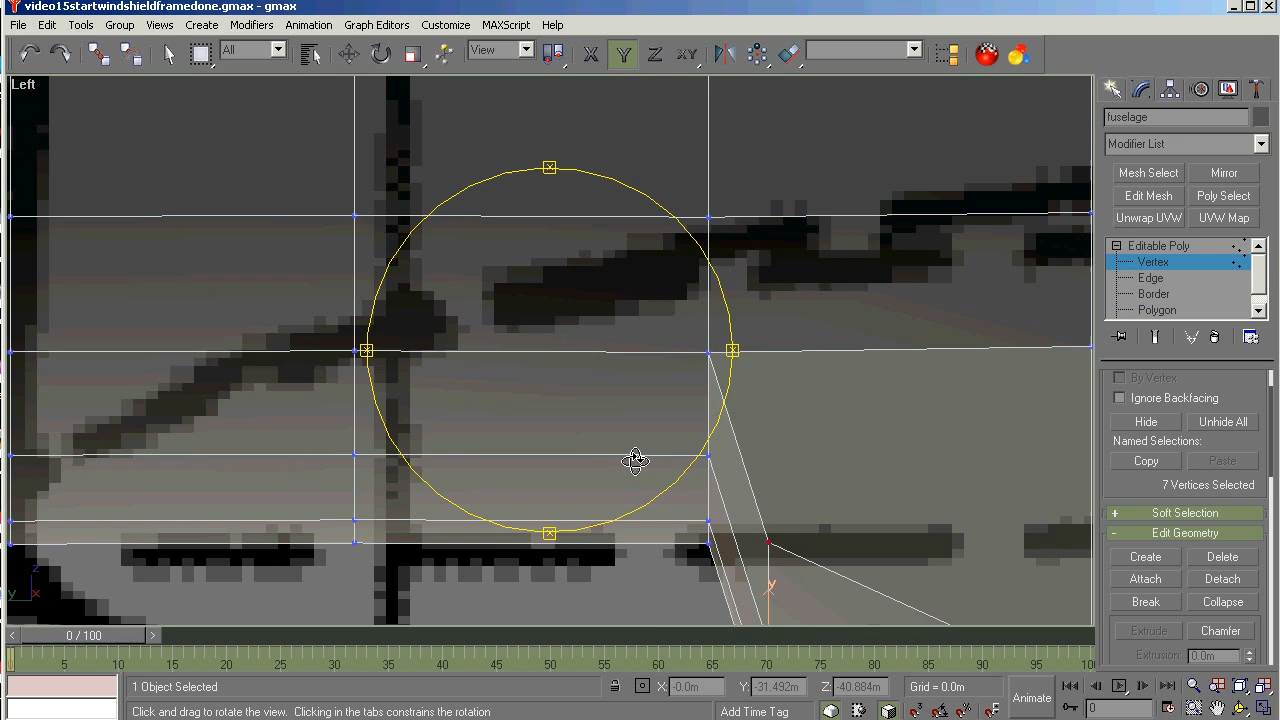 video15startwindshieldframedone.gmax - gmax
File Edit Tools Group Views Create Modifiers Animation Graph Editors Customize MAXScript Help
All View X Y Z XY
Left
fuselage
Modifier List
Mesh Select Mirror
Edit Mesh Poly Select
Unwrap UVW UVW Map
Editable Poly
Vertex
Edge
Border
Polygon
By Vertex
Ignore Backfacing
Hide Unhide All
Named Selections:
Copy Paste
7 Vertices Selected
+ Soft Selection
- Edit Geometry
Create Delete
Attach Detach
Break Collapse
Extrude Chamfer
Extrusion: 0.0m
z
y x
y
x
< 0 / 100 >
5 10 15 20 25 30 35 40 45 50 55 60 65 70 75 80 85 90 95 100
1 Object Selected X: -0.0m Y: -31.492m Z: -40.884m Grid = 0.0m
Animate
0
Click and drag to rotate the view. Clicking in the tabs constrains the rotation Add Time Tag